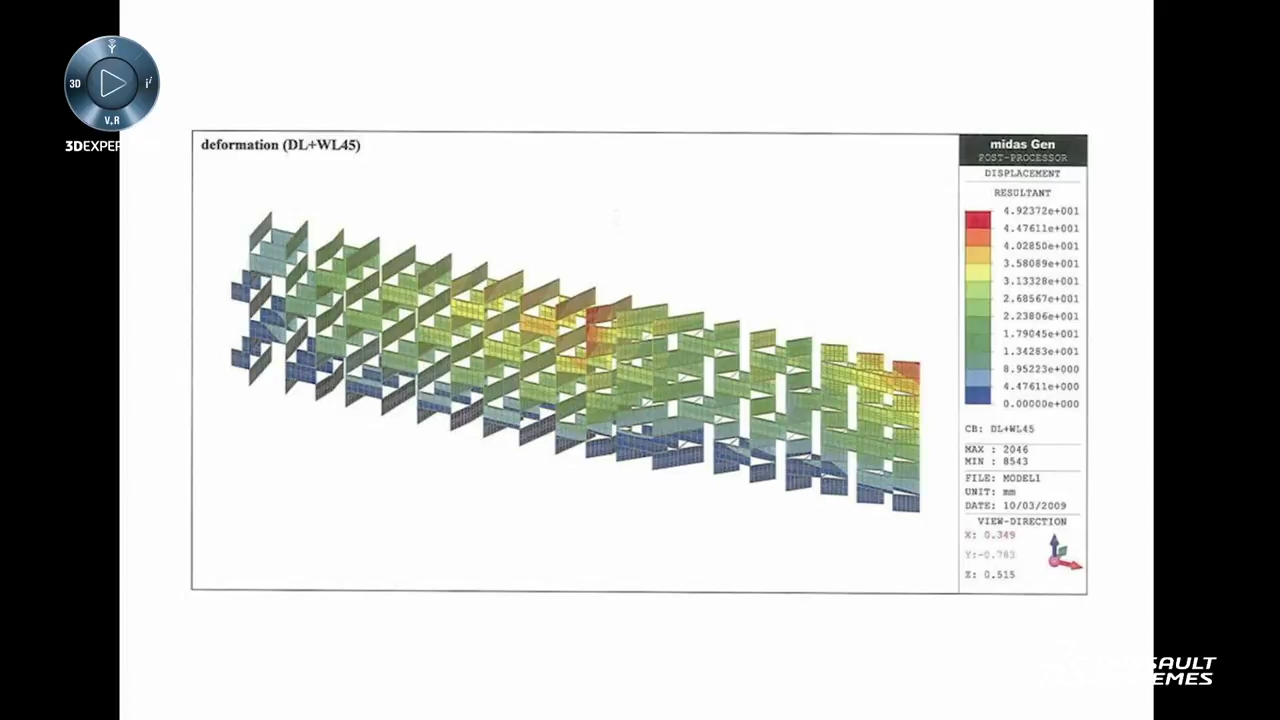 3D
i²
V,R
3DEXPER
deformation (DL+WL45)
midas Gen
POST-PROCESSOR
DISPLACEMENT
RESULTANT
4.92372e+001
4.47611e+001
4.02850e+001
3.58089e+001
3.13328e+001
2.68567e+001
2.23806e+001
1.79045e+001
1.34283e+001
8.95223e+000
4.47611e+000
0.00000e+000
CB: DL+WL45
MAX : 2046
MIN : 8543
FILE: MODEL1
UNIT: mm
DATE: 10/03/2009
VIEW-DIRECTION
X: 0.349
Y:-0.783
Z: 0.515